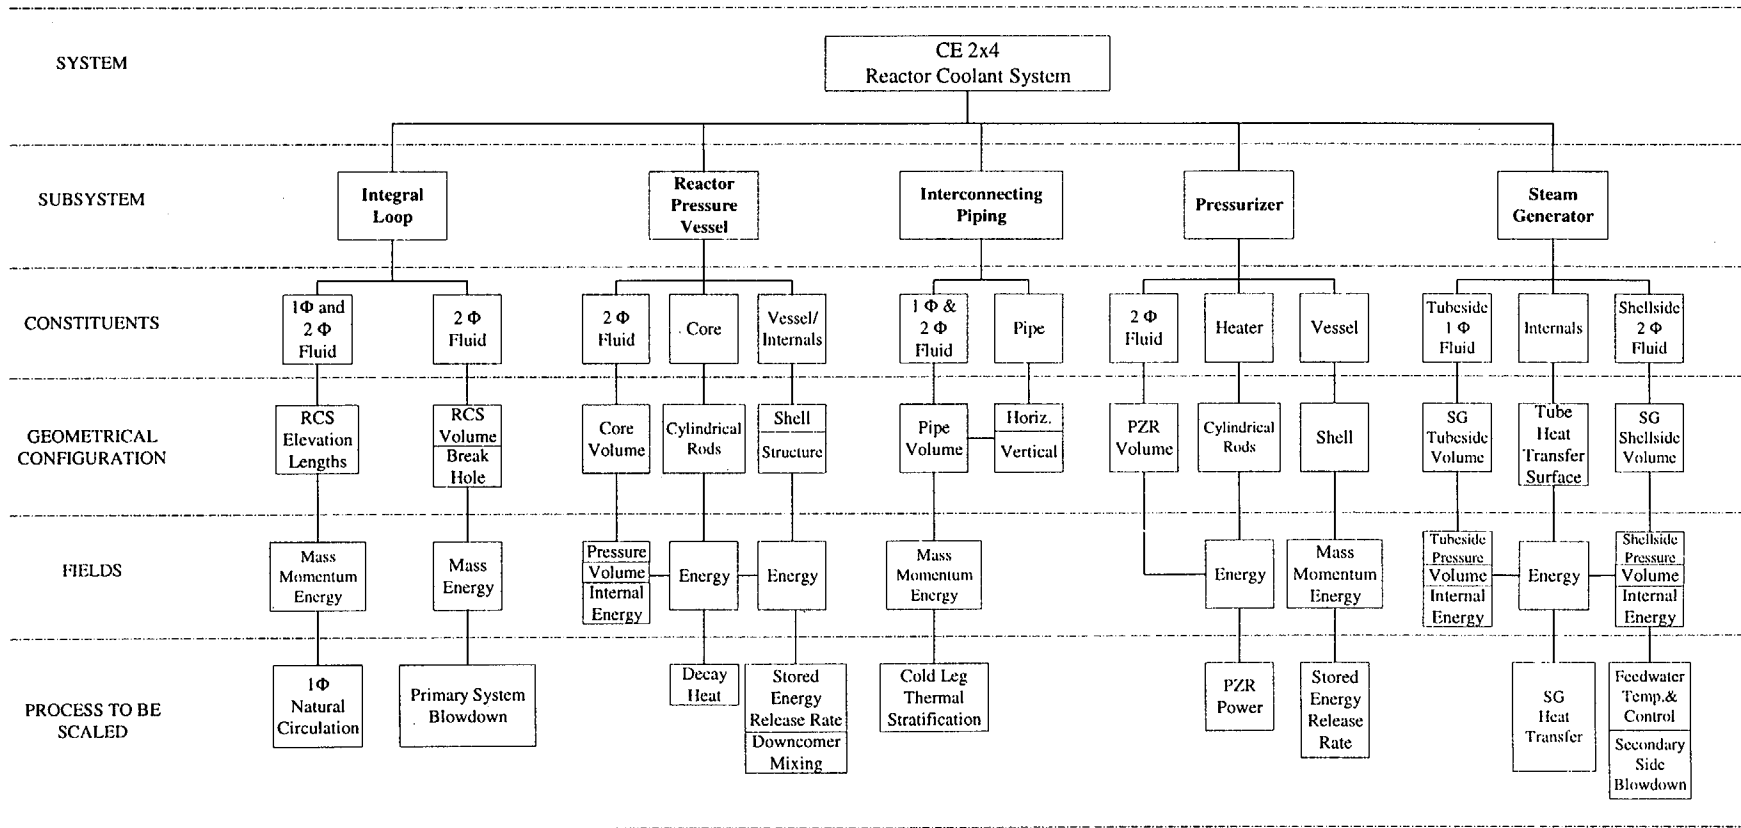 SYSTEM
CE 2x4
Reactor Coolant System
SUBSYSTEM
Integral
Loop
Reactor
Pressure
Vessel
Interconnecting
Piping
Pressurizer
Steam
Generator
CONSTITUENTS
1Φ and
2 Φ
Fluid
2 Φ
Fluid
2 Φ
Fluid
Core
Vessel/
Internals
1 Φ &
2 Φ
Fluid
Pipe
2 Φ
Fluid
Heater
Vessel
Tubeside
1 Φ
Fluid
Internals
Shellside
2 Φ
Fluid
GEOMETRICAL
CONFIGURATION
RCS
Elevation
Lengths
RCS
Volume
Break
Hole
Core
Volume
Cylindrical
Rods
Shell
Structure
Pipe
Volume
Horiz.
Vertical
PZR
Volume
Cylindrical
Rods
Shell
SG
Tubeside
Volume
Tube
Heat
Transfer
Surface
SG
Shellside
Volume
FIELDS
Mass
Momentum
Energy
Mass
Energy
Pressure
Volume
Internal
Energy
Energy
Energy
Mass
Momentum
Energy
Energy
Mass
Momentum
Energy
Tubeside
Pressure
Volume
Internal
Energy
Energy
Shellside
Pressure
Volume
Internal
Energy
PROCESS TO BE
SCALED
1Φ
Natural
Circulation
Primary System
Blowdown
Decay
Heat
Stored
Energy
Release Rate
Downcomer
Mixing
Cold Leg
Thermal
Stratification
PZR
Power
Stored
Energy
Release
Rate
SG
Heat
Transfer
Feedwater
Temp.&
Control
Secondary
Side
Blowdown